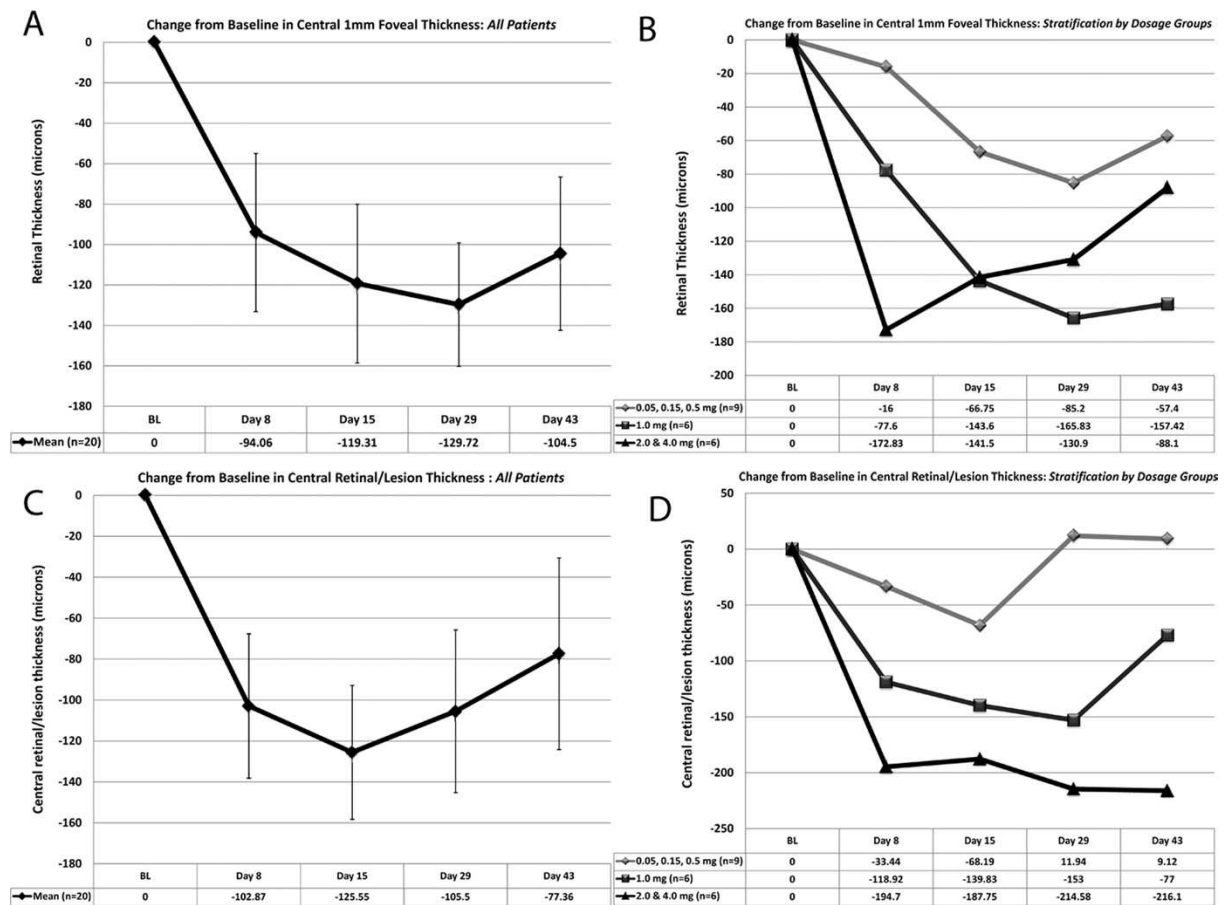 A
Change from Baseline in Central 1mm Foveal Thickness: All Patients
Retinal Thickness (microns)
0
-20
-40
-60
-80
-100
-120
-140
-160
-180
BL Day 8 Day 15 Day 29 Day 43
Mean (n=20) 0 -94.06 -119.31 -129.72 -104.5
B
Change from Baseline in Central 1mm Foveal Thickness: Stratification by Dosage Groups
Retinal Thickness (microns)
0
-20
-40
-60
-80
-100
-120
-140
-160
-180
-200
BL Day 8 Day 15 Day 29 Day 43
0.05, 0.15, 0.5 mg (n=9) 0 -16 -66.75 -85.2 -57.4
1.0 mg (n=6) 0 -77.6 -143.6 -165.83 -157.42
2.0 & 4.0 mg (n=6) 0 -172.83 -141.5 -130.9 -88.1
C
Change from Baseline in Central Retinal/Lesion Thickness : All Patients
Central retinal/lesion thickness (microns)
0
-20
-40
-60
-80
-100
-120
-140
-160
-180
BL Day 8 Day 15 Day 29 Day 43
Mean (n=20) 0 -102.87 -125.55 -105.5 -77.36
D
Change from Baseline in Central Retinal/Lesion Thickness: Stratification by Dosage Groups
Central retinal/lesion thickness (microns)
50
0
-50
-100
-150
-200
-250
BL Day 8 Day 15 Day 29 Day 43
0.05, 0.15, 0.5 mg (n=9) 0 -33.44 -68.19 11.94 9.12
1.0 mg (n=6) 0 -118.92 -139.83 -153 -77
2.0 & 4.0 mg (n=6) 0 -194.7 -187.75 -214.58 -216.1